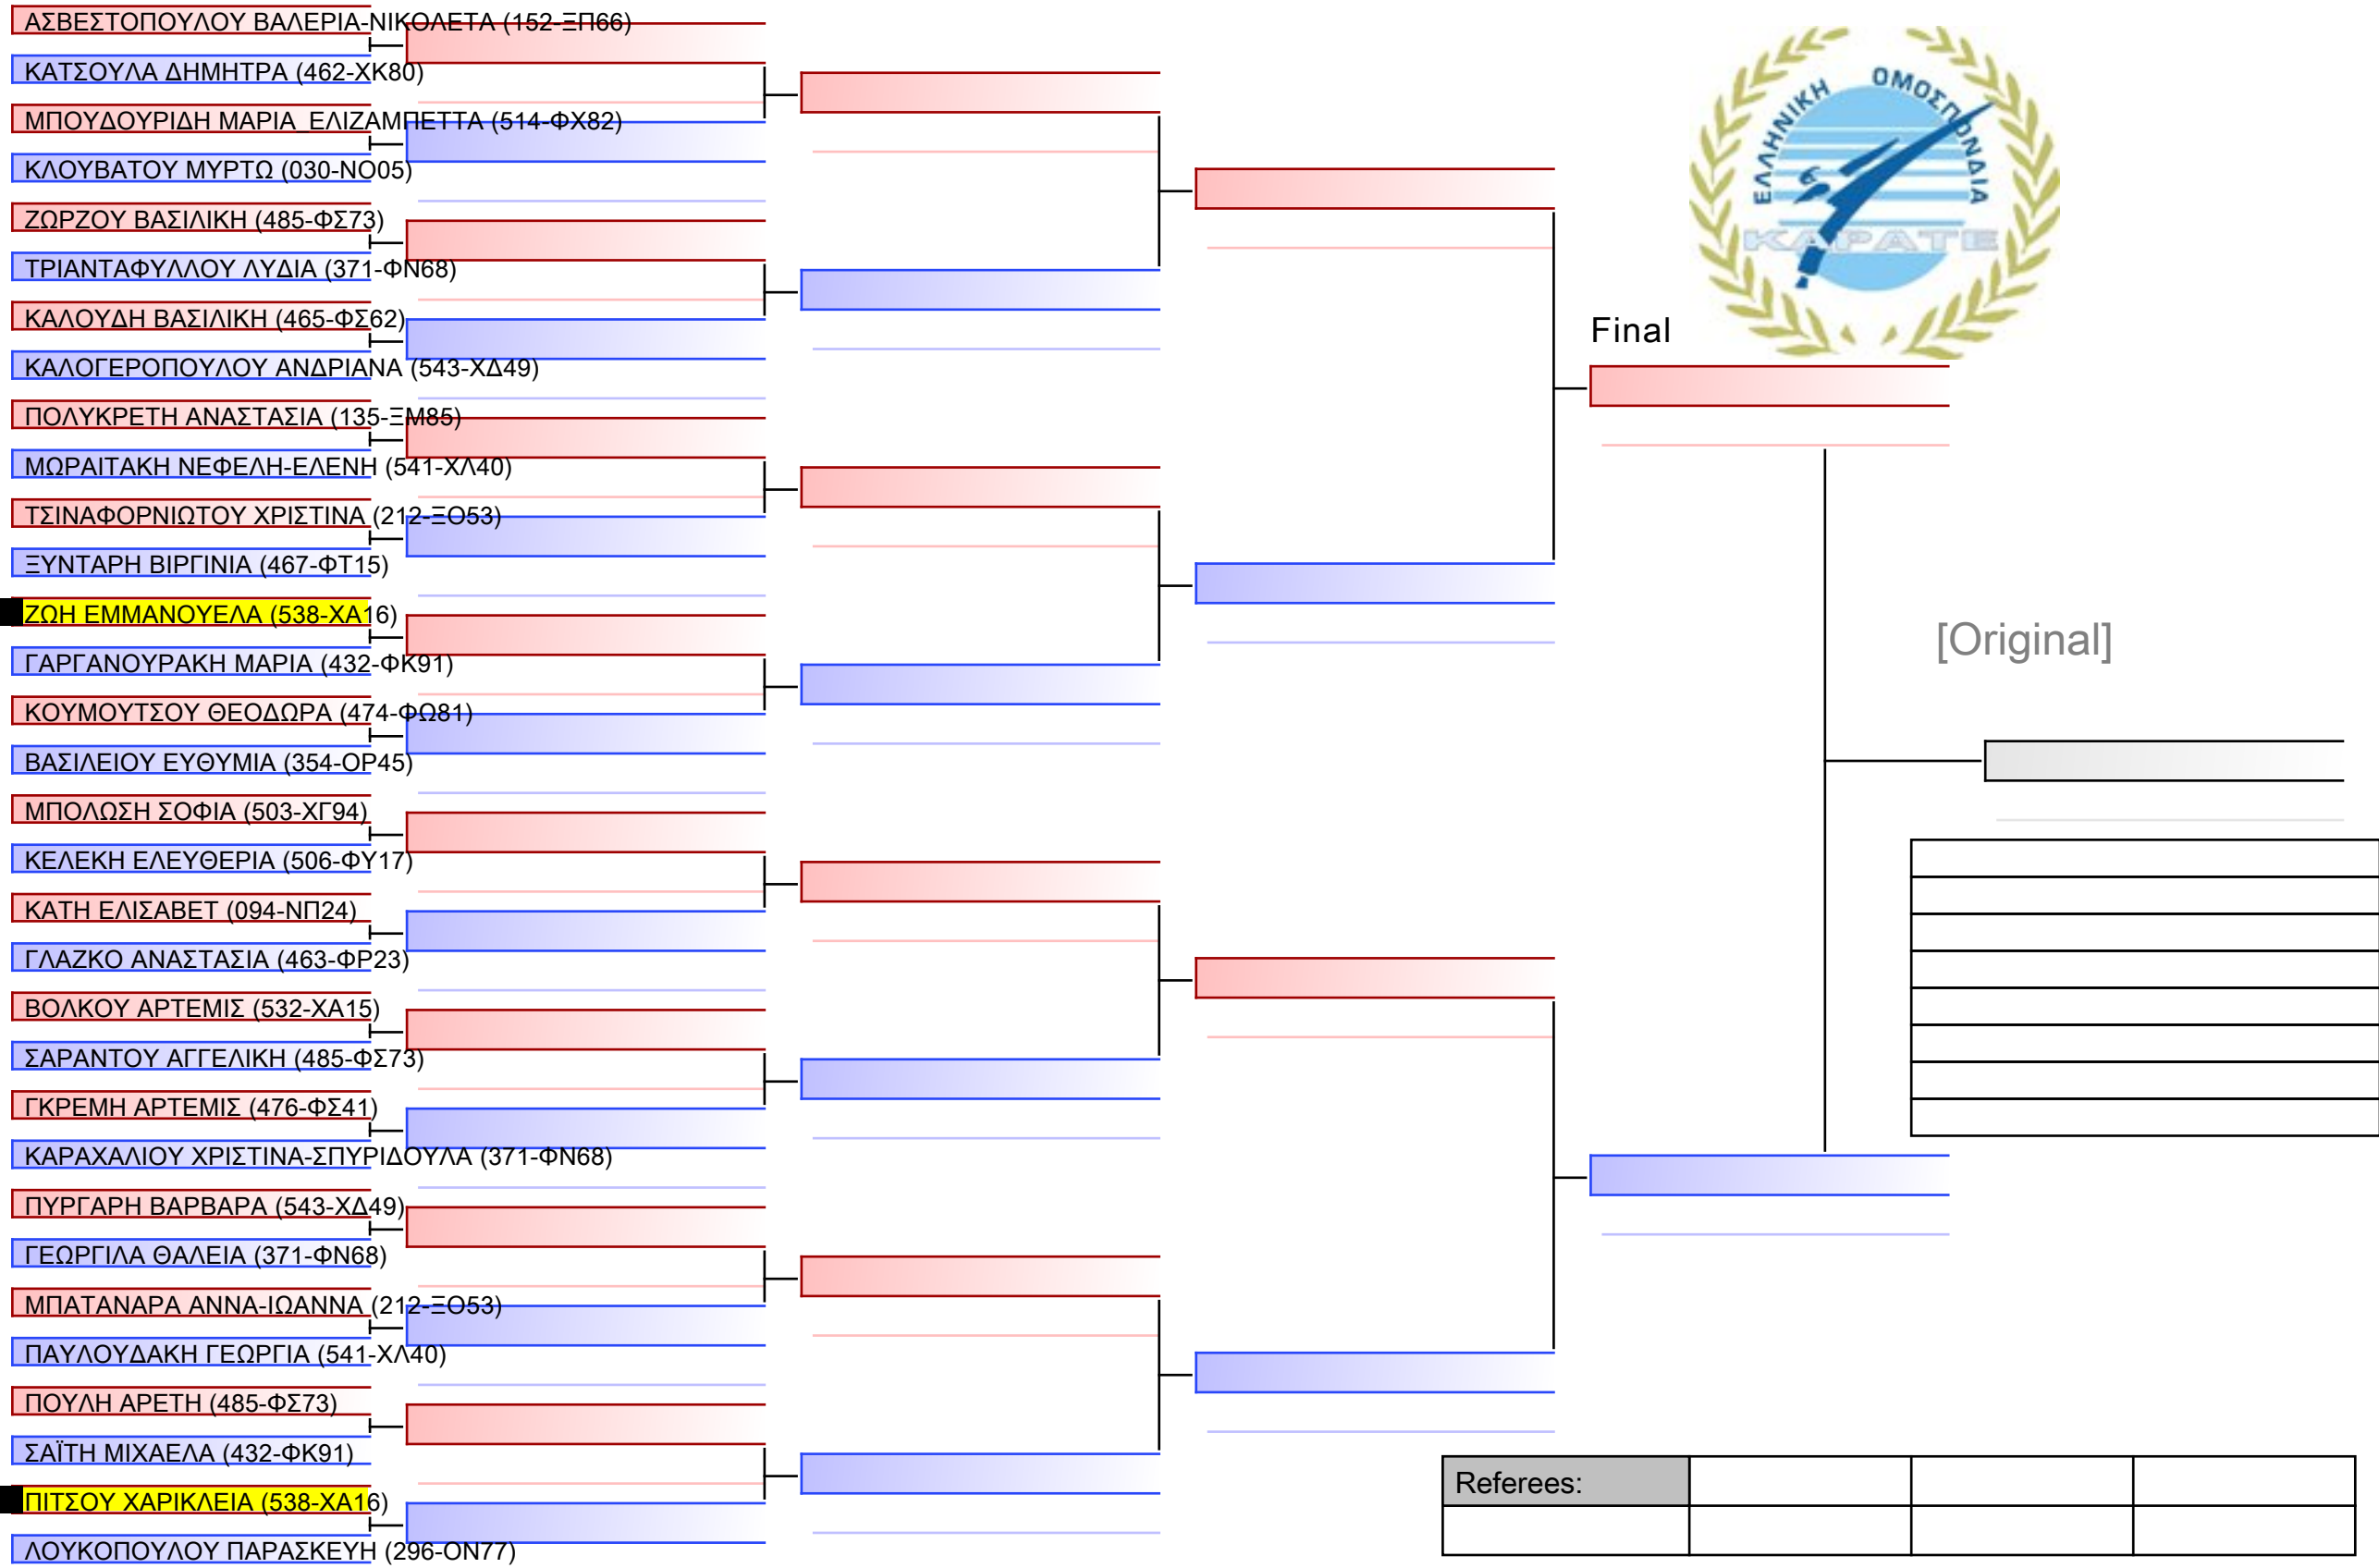 ΑΣΒΕΣΤΟΠΟΥΛΟΥ ΒΑΛΕΡΙΑ-ΝΙΚΟΛΕΤΑ (152-ΞΠ66)
ΚΑΤΣΟΥΛΑ ΔΗΜΗΤΡΑ (462-ΧΚ80)
ΜΠΟΥΔΟΥΡΙΔΗ ΜΑΡΙΑ ΕΛΙΖΑΜΠΕΤΤΑ (514-ΦΧ82)
ΚΛΟΥΒΑΤΟΥ ΜΥΡΤΩ (030-ΝΟ05)
ΖΩΡΖΟΥ ΒΑΣΙΛΙΚΗ (485-ΦΣ73)
ΤΡΙΑΝΤΑΦΥΛΛΟΥ ΛΥΔΙΑ (371-ΦΝ68)
ΚΑΛΟΥΔΗ ΒΑΣΙΛΙΚΗ (465-ΦΣ62)
ΚΑΛΟΓΕΡΟΠΟΥΛΟΥ ΑΝΔΡΙΑΝΑ (543-ΧΔ49)
ΠΟΛΥΚΡΕΤΗ ΑΝΑΣΤΑΣΙΑ (135-ΞΜ85)
ΜΩΡΑΙΤΑΚΗ ΝΕΦΕΛΗ-ΕΛΕΝΗ (541-ΧΛ40)
ΤΣΙΝΑΦΟΡΝΙΩΤΟΥ ΧΡΙΣΤΙΝΑ (212-ΞΟ53)
ΞΥΝΤΑΡΗ ΒΙΡΓΙΝΙΑ (467-ΦΤ15)
ΖΩΗ ΕΜΜΑΝΟΥΕΛΑ (538-ΧΑ16)
ΓΑΡΓΑΝΟΥΡΑΚΗ ΜΑΡΙΑ (432-ΦΚ91)
ΚΟΥΜΟΥΤΣΟΥ ΘΕΟΔΩΡΑ (474-ΦΩ81)
ΒΑΣΙΛΕΙΟΥ ΕΥΘΥΜΙΑ (354-ΟΡ45)
ΜΠΟΛΩΣΗ ΣΟΦΙΑ (503-ΧΓ94)
ΚΕΛΕΚΗ ΕΛΕΥΘΕΡΙΑ (506-ΦΥ17)
ΚΑΤΗ ΕΛΙΣΑΒΕΤ (094-ΝΠ24)
ΓΛΑΖΚΟ ΑΝΑΣΤΑΣΙΑ (463-ΦΡ23)
ΒΟΛΚΟΥ ΑΡΤΕΜΙΣ (532-ΧΑ15)
ΣΑΡΑΝΤΟΥ ΑΓΓΕΛΙΚΗ (485-ΦΣ73)
ΓΚΡΕΜΗ ΑΡΤΕΜΙΣ (476-ΦΣ41)
ΚΑΡΑΧΑΛΙΟΥ ΧΡΙΣΤΙΝΑ-ΣΠΥΡΙΔΟΥΛΑ (371-ΦΝ68)
ΠΥΡΓΑΡΗ ΒΑΡΒΑΡΑ (543-ΧΔ49)
ΓΕΩΡΓΙΛΑ ΘΑΛΕΙΑ (371-ΦΝ68)
ΜΠΑΤΑΝΑΡΑ ΑΝΝΑ-ΙΩΑΝΝΑ (212-ΞΟ53)
ΠΑΥΛΟΥΔΑΚΗ ΓΕΩΡΓΙΑ (541-ΧΛ40)
ΠΟΥΛΗ ΑΡΕΤΗ (485-ΦΣ73)
ΣΑΪΤΗ ΜΙΧΑΕΛΑ (432-ΦΚ91)
ΠΙΤΣΟΥ ΧΑΡΙΚΛΕΙΑ (538-ΧΑ16)
ΛΟΥΚΟΠΟΥΛΟΥ ΠΑΡΑΣΚΕΥΗ (296-ΟΝ77)
ΕΛΛΗΝΙΚΗ ΟΜΟΣΠΟΝΔΙΑ
ΚΑΡΑΤΕ
Final
[Original]
Referees: